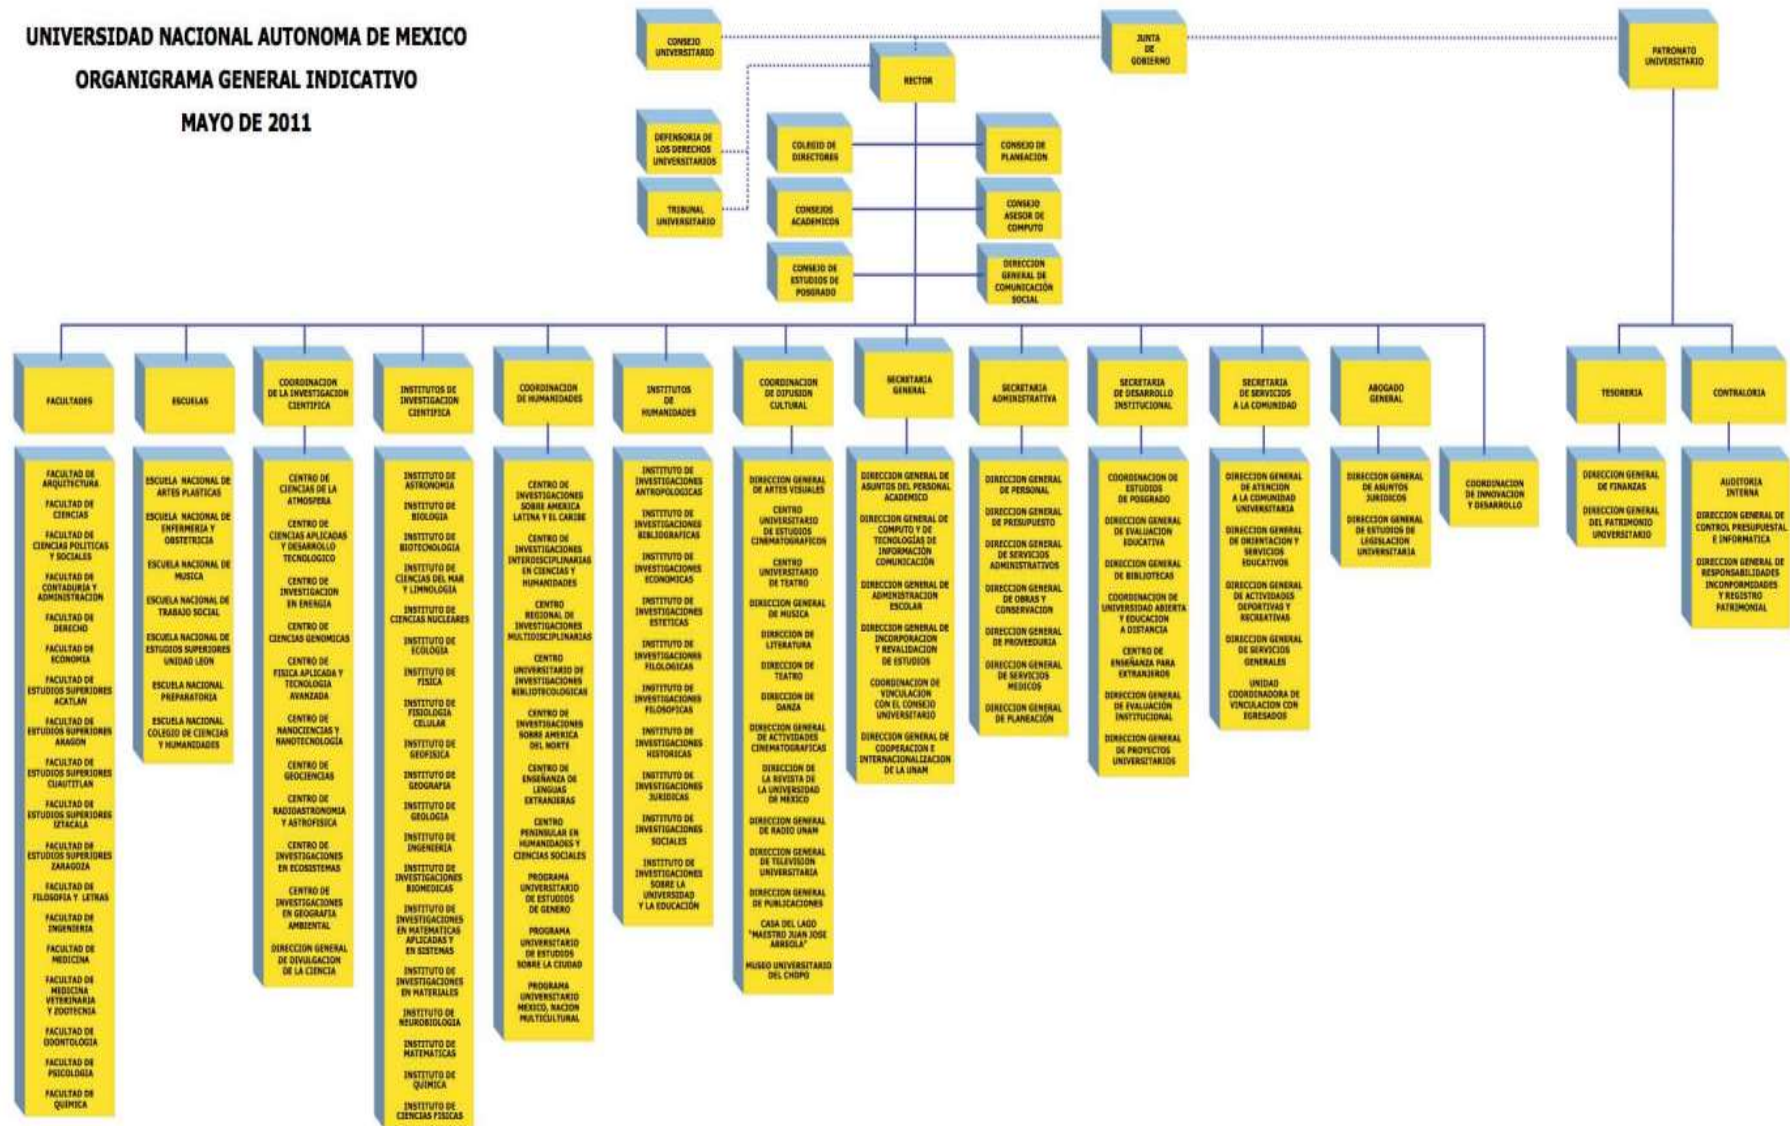 UNIVERSIDAD NACIONAL AUTONOMA DE MEXICO
ORGANIGRAMA GENERAL INDICATIVO
MAYO DE 2011
CONSEJO
UNIVERSITARIO
JUNTA
DE
GOBIERNO
PATRONATO
UNIVERSITARIO
RECTOR
DEFENSORIA DE
LOS DERECHOS
UNIVERSITARIOS
COLEGIO DE
DIRECTORES
CONSEJO DE
PLANEACION
TRIBUNAL
UNIVERSITARIO
CONSEJOS
ACADEMICOS
CONSEJO
ASESOR DE
COMPUTO
CONSEJO DE
ESTUDIOS DE
POSGRADO
DIRECCION
GENERAL DE
COMUNICACIÓN
SOCIAL
FACULTADES
ESCUELAS
COORDINACION
DE LA INVESTIGACION
CIENTIFICA
INSTITUTOS DE
INVESTIGACION
CIENTIFICA
COORDINACION
DE HUMANIDADES
INSTITUTOS
DE
HUMANIDADES
COORDINACION
DE DIFUSION
CULTURAL
SECRETARIA
GENERAL
SECRETARIA
ADMINISTRATIVA
SECRETARIA
DE DESARROLLO
INSTITUCIONAL
SECRETARIA
DE SERVICIOS
A LA COMUNIDAD
ABOGADO
GENERAL
TESORERIA
CONTRALORIA
FACULTAD DE
ARQUITECTURA
FACULTAD DE
CIENCIAS
FACULTAD DE
CIENCIAS POLITICAS
Y SOCIALES
FACULTAD DE
CONTADURIA Y
ADMINISTRACION
FACULTAD DE
DERECHO
FACULTAD DE
ECONOMIA
FACULTAD DE
ESTUDIOS SUPERIORES
ACATLAN
FACULTAD DE
ESTUDIOS SUPERIORES
ARAGON
FACULTAD DE
ESTUDIOS SUPERIORES
CUAUTITLAN
FACULTAD DE
ESTUDIOS SUPERIORES
IZTACALA
FACULTAD DE
ESTUDIOS SUPERIORES
ZARAGOZA
FACULTAD DE
FILOSOFIA Y LETRAS
FACULTAD DE
INGENIERIA
FACULTAD DE
MEDICINA
FACULTAD DE
MEDICINA
VETERINARIA
Y ZOOTECNIA
FACULTAD DE
ODONTOLOGIA
FACULTAD DE
PSICOLOGIA
FACULTAD DE
QUIMICA
ESCUELA NACIONAL DE
ARTES PLASTICAS
ESCUELA NACIONAL DE
ENFERMERIA Y
OBSTETRICIA
ESCUELA NACIONAL DE
MUSICA
ESCUELA NACIONAL DE
TRABAJO SOCIAL
ESCUELA NACIONAL DE
ESTUDIOS SUPERIORES
UNIDAD LEON
ESCUELA NACIONAL
PREPARATORIA
ESCUELA NACIONAL
COLEGIO DE CIENCIAS
Y HUMANIDADES
CENTRO DE
CIENCIAS DE LA
ATMOSFERA
CENTRO DE
CIENCIAS APLICADAS
Y DESARROLLO
TECNOLOGICO
CENTRO DE
INVESTIGACION
EN ENERGIA
CENTRO DE
CIENCIAS GENOMICAS
CENTRO DE
FISICA APLICADA Y
TECNOLOGIA
AVANZADA
CENTRO DE
NANOCIENCIAS Y
NANOTECNOLOGÍA
CENTRO DE
GEOCIENCIAS
CENTRO DE
RADIOASTRONOMIA
Y ASTROFISICA
CENTRO DE
INVESTIGACIONES
EN ECOSISTEMAS
CENTRO DE
INVESTIGACIONES
EN GEOGRAFIA
AMBIENTAL
DIRECCION GENERAL
DE DIVULGACION
DE LA CIENCIA
INSTITUTO DE
ASTRONOMIA
INSTITUTO DE
BIOLOGIA
INSTITUTO DE
BIOTECNOLOGIA
INSTITUTO DE
CIENCIAS DEL MAR
Y LIMNOLOGIA
INSTITUTO DE
CIENCIAS NUCLEARES
INSTITUTO DE
ECOLOGIA
INSTITUTO DE
FISICA
INSTITUTO DE
FISIOLOGIA
CELULAR
INSTITUTO DE
GEOFISICA
INSTITUTO DE
GEOGRAFIA
INSTITUTO DE
GEOLOGIA
INSTITUTO DE
INGENIERIA
INSTITUTO DE
INVESTIGACIONES
BIOMEDICAS
INSTITUTO DE
INVESTIGACIONES
EN MATEMATICAS
APLICADAS Y
EN SISTEMAS
INSTITUTO DE
INVESTIGACIONES
EN MATERIALES
INSTITUTO DE
NEUROBIOLOGIA
INSTITUTO DE
MATEMATICAS
INSTITUTO DE
QUIMICA
INSTITUTO DE
CIENCIAS FISICAS
CENTRO DE
INVESTIGACIONES
SOBRE AMERICA
LATINA Y EL CARIBE
CENTRO DE
INVESTIGACIONES
INTERDISCIPLINARIAS
EN CIENCIAS Y
HUMANIDADES
CENTRO
REGIONAL DE
INVESTIGACIONES
MULTIDISCIPLINARIAS
CENTRO
UNIVERSITARIO DE
INVESTIGACIONES
BIBLIOTECOLOGICAS
CENTRO DE
INVESTIGACIONES
SOBRE AMERICA
DEL NORTE
CENTRO DE
ENSEÑANZA DE
LENGUAS
EXTRANJERAS
CENTRO
PENINSULAR EN
HUMANIDADES Y
CIENCIAS SOCIALES
PROGRAMA
UNIVERSITARIO
DE ESTUDIOS
DE GENERO
PROGRAMA
UNIVERSITARIO
DE ESTUDIOS
SOBRE LA CIUDAD
PROGRAMA
UNIVERSITARIO
MEXICO, NACION
MULTICULTURAL
INSTITUTO DE
INVESTIGACIONES
ANTROPOLOGICAS
INSTITUTO DE
INVESTIGACIONES
BIBLIOGRAFICAS
INSTITUTO DE
INVESTIGACIONES
ECONOMICAS
INSTITUTO DE
INVESTIGACIONES
ESTETICAS
INSTITUTO DE
INVESTIGACIONES
FILOLOGICAS
INSTITUTO DE
INVESTIGACIONES
FILOSOFICAS
INSTITUTO DE
INVESTIGACIONES
HISTORICAS
INSTITUTO DE
INVESTIGACIONES
JURIDICAS
INSTITUTO DE
INVESTIGACIONES
SOCIALES
INSTITUTO DE
INVESTIGACIONES
SOBRE LA
UNIVERSIDAD
Y LA EDUCACIÓN
DIRECCION GENERAL
DE ARTES VISUALES
CENTRO
UNIVERSITARIO
DE ESTUDIOS
CINEMATOGRAFICOS
CENTRO
UNIVERSITARIO
DE TEATRO
DIRECCION GENERAL
DE MUSICA
DIRECCION DE
LITERATURA
DIRECCION DE
TEATRO
DIRECCION DE
DANZA
DIRECCION GENERAL
DE ACTIVIDADES
CINEMATOGRAFICAS
DIRECCION DE
LA REVISTA DE
LA UNIVERSIDAD
DE MEXICO
DIRECCION GENERAL
DE RADIO UNAM
DIRECCION GENERAL
DE TELEVISION
UNIVERSITARIA
DIRECCION GENERAL
DE PUBLICACIONES
CASA DEL LAGO
"MAESTRO JUAN JOSE
ARREOLA"
MUSEO UNIVERSITARIO
DEL CHOPO
DIRECCION GENERAL DE
ASUNTOS DEL PERSONAL
ACADEMICO
DIRECCION GENERAL DE
COMPUTO Y DE
TECNOLOGÍAS DE
INFORMACIÓN
COMUNICACIÓN
DIRECCION GENERAL DE
ADMINISTRACION
ESCOLAR
DIRECCION GENERAL DE
INCORPORACION
Y REVALIDACION
DE ESTUDIOS
COORDINACION DE
VINCULACION
CON EL CONSEJO
UNIVERSITARIO
DIRECCION GENERAL DE
COOPERACION E
INTERNACIONALIZACION
DE LA UNAM
DIRECCION GENERAL
DE PERSONAL
DIRECCION GENERAL
DE PRESUPUESTO
DIRECCION GENERAL
DE SERVICIOS
ADMINISTRATIVOS
DIRECCION GENERAL
DE OBRAS Y
CONSERVACION
DIRECCION GENERAL
DE PROVEEDURIA
DIRECCION GENERAL
DE SERVICIOS
MEDICOS
DIRECCION GENERAL
DE PLANEACIÓN
COORDINACION DE
ESTUDIOS
DE POSGRADO
DIRECCION GENERAL
DE EVALUACION
EDUCATIVA
DIRECCION GENERAL
DE BIBLIOTECAS
COORDINACION DE
UNIVERSIDAD ABIERTA
Y EDUCACION
A DISTANCIA
CENTRO DE
ENSEÑANZA PARA
EXTRANJEROS
DIRECCION GENERAL
DE EVALUACIÓN
INSTITUCIONAL
DIRECCION GENERAL
DE PROYECTOS
UNIVERSITARIOS
DIRECCION GENERAL
DE ATENCION
A LA COMUNIDAD
UNIVERSITARIA
DIRECCION GENERAL
DE ORIENTACION Y
SERVICIOS
EDUCATIVOS
DIRECCION GENERAL
DE ACTIVIDADES
DEPORTIVAS Y
RECREATIVAS
DIRECCION GENERAL
DE SERVICIOS
GENERALES
UNIDAD
COORDINADORA DE
VINCULACION CON
EGRESADOS
DIRECCION GENERAL
DE ASUNTOS
JURIDICOS
DIRECCION GENERAL
DE ESTUDIOS DE
LEGISLACION
UNIVERSITARIA
COORDINACION
DE INNOVACION
Y DESARROLLO
DIRECCION GENERAL
DE FINANZAS
DIRECCION GENERAL
DEL PATRIMONIO
UNIVERSITARIO
AUDITORIA
INTERNA
DIRECCION GENERAL DE
CONTROL PRESUPUESTAL
E INFORMATICA
DIRECCION GENERAL DE
RESPONSABILIDADES
INCONFORMIDADES
Y REGISTRO
PATRIMONIAL